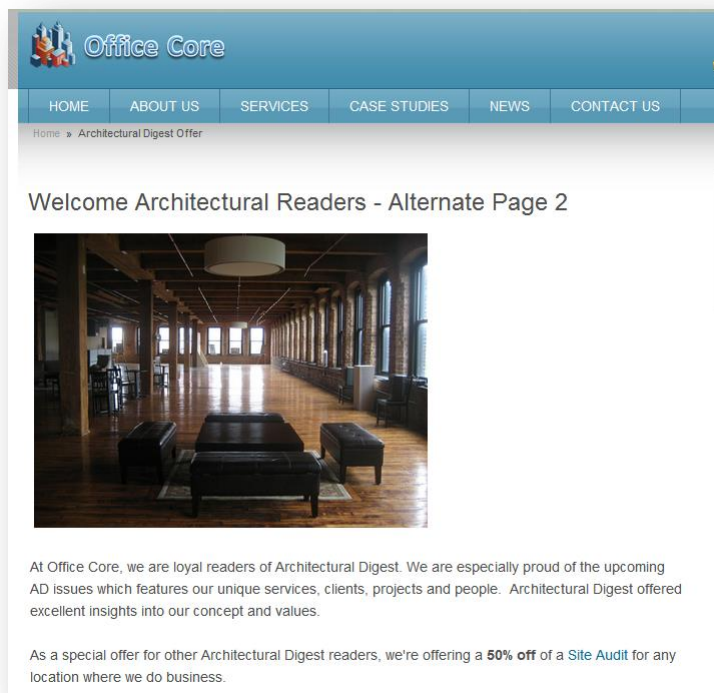 Office Core
HOME ABOUT US SERVICES CASE STUDIES NEWS CONTACT US
Home » Architectural Digest Offer
Welcome Architectural Readers - Alternate Page 2
At Office Core, we are loyal readers of Architectural Digest. We are especially proud of the upcoming
AD issues which features our unique services, clients, projects and people.  Architectural Digest offered
excellent insights into our concept and values.
As a special offer for other Architectural Digest readers, we're offering a 50% off of a Site Audit for any
location where we do business.